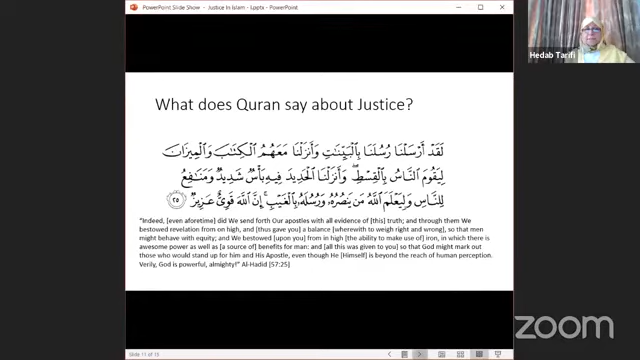 PowerPoint Slide Show - Justice In Islam - I.pptx - PowerPoint
Hedab Tarifi
What does Quran say about Justice?
لَقَدْ أَرْسَلْنَا رُسُلَنَا بِالْبَيِّنَٰتِ وَأَنزَلْنَا مَعَهُمُ الْكِتَٰبَ وَالْمِيزَانَ
لِيَقُومَ النَّاسُ بِالْقِسْطِ ۖ وَأَنزَلْنَا الْحَدِيدَ فِيهِ بَأْسٌ شَدِيدٌ وَمَنَٰفِعُ
لِلنَّاسِ وَلِيَعْلَمَ اللَّهُ مَن يَنصُرُهُۥ وَرُسُلَهُۥ بِالْغَيْبِ ۚ إِنَّ اللَّهَ قَوِىٌّ عَزِيزٌ ٢٥
"Indeed, [even aforetime] did We send forth Our apostles with all evidence of [this] truth; and through them We
bestowed revelation from on high, and [thus gave you] a balance [wherewith to weigh right and wrong], so that men
might behave with equity; and We bestowed [upon you] from on high [the ability to make use of] iron, in which there is
awesome power as well as [a source of] benefits for man: and [all this was given to you] so that God might mark out
those who would stand up for him and His Apostle, even though He [Himself] is beyond the reach of human perception.
Verily, God is powerful, almighty!" Al-Hadid [57:25]
zoom
Slide 11 of 19